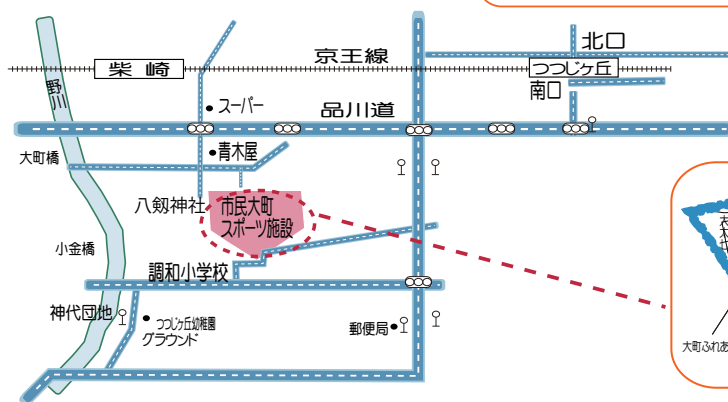 北口
京王線
柴崎
つつじヶ丘
南口
野川
スーパー
品川道
青木屋
大町橋
八剱神社
市民大町
スポーツ施設
小金橋
調和小学校
神代団地
つつじヶ丘幼稚園
グラウンド
郵便局
大町ふれあ